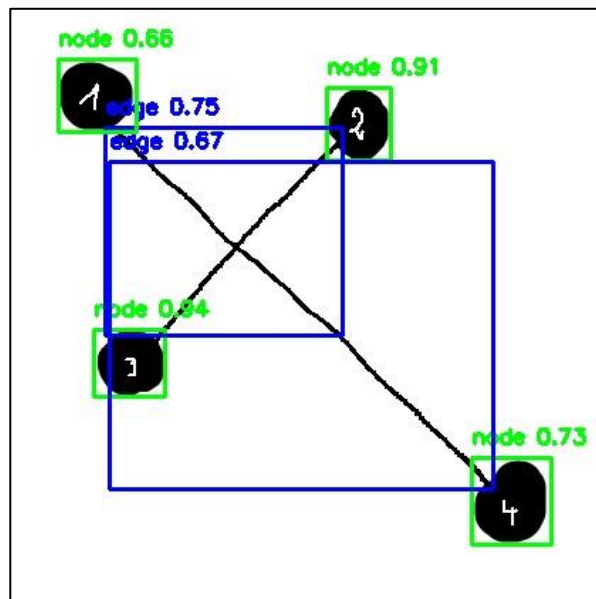 node 0.66
node 0.91
1
edge 0.75
2
edge 0.67
node 0.94
3
node 0.73
4